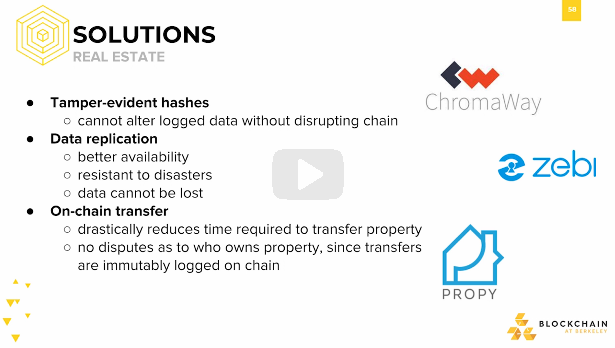 58
SOLUTIONS
REAL ESTATE
● Tamper-evident hashes
○ cannot alter logged data without disrupting chain
● Data replication
○ better availability
○ resistant to disasters
○ data cannot be lost
● On-chain transfer
○ drastically reduces time required to transfer property
○ no disputes as to who owns property, since transfers
are immutably logged on chain
ChromaWay
zebi
PROPY
BLOCKCHAIN
AT BERKELEY